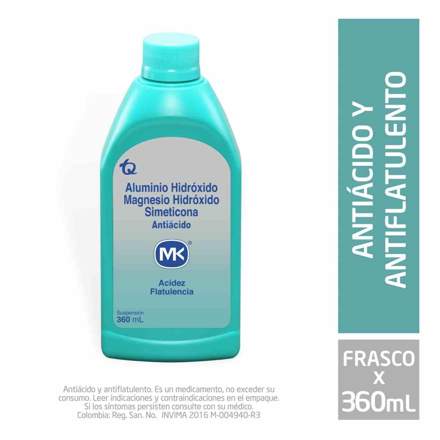 TQ
Aluminio Hidróxido
Magnesio Hidróxido
Simeticona
Antiácido
MK®
Acidez
Flatulencia
Suspensión
360 mL
ANTIÁCIDO Y
ANTIFLATULENTO
FRASCO
X
360mL
Antiácido y antiflatulento. Es un medicamento, no exceder su
consumo. Leer indicaciones y contraindicaciones en el empaque.
Si los síntomas persisten consulte con su médico.
Colombia: Reg. San. No. INVIMA 2016 M-004940-R3